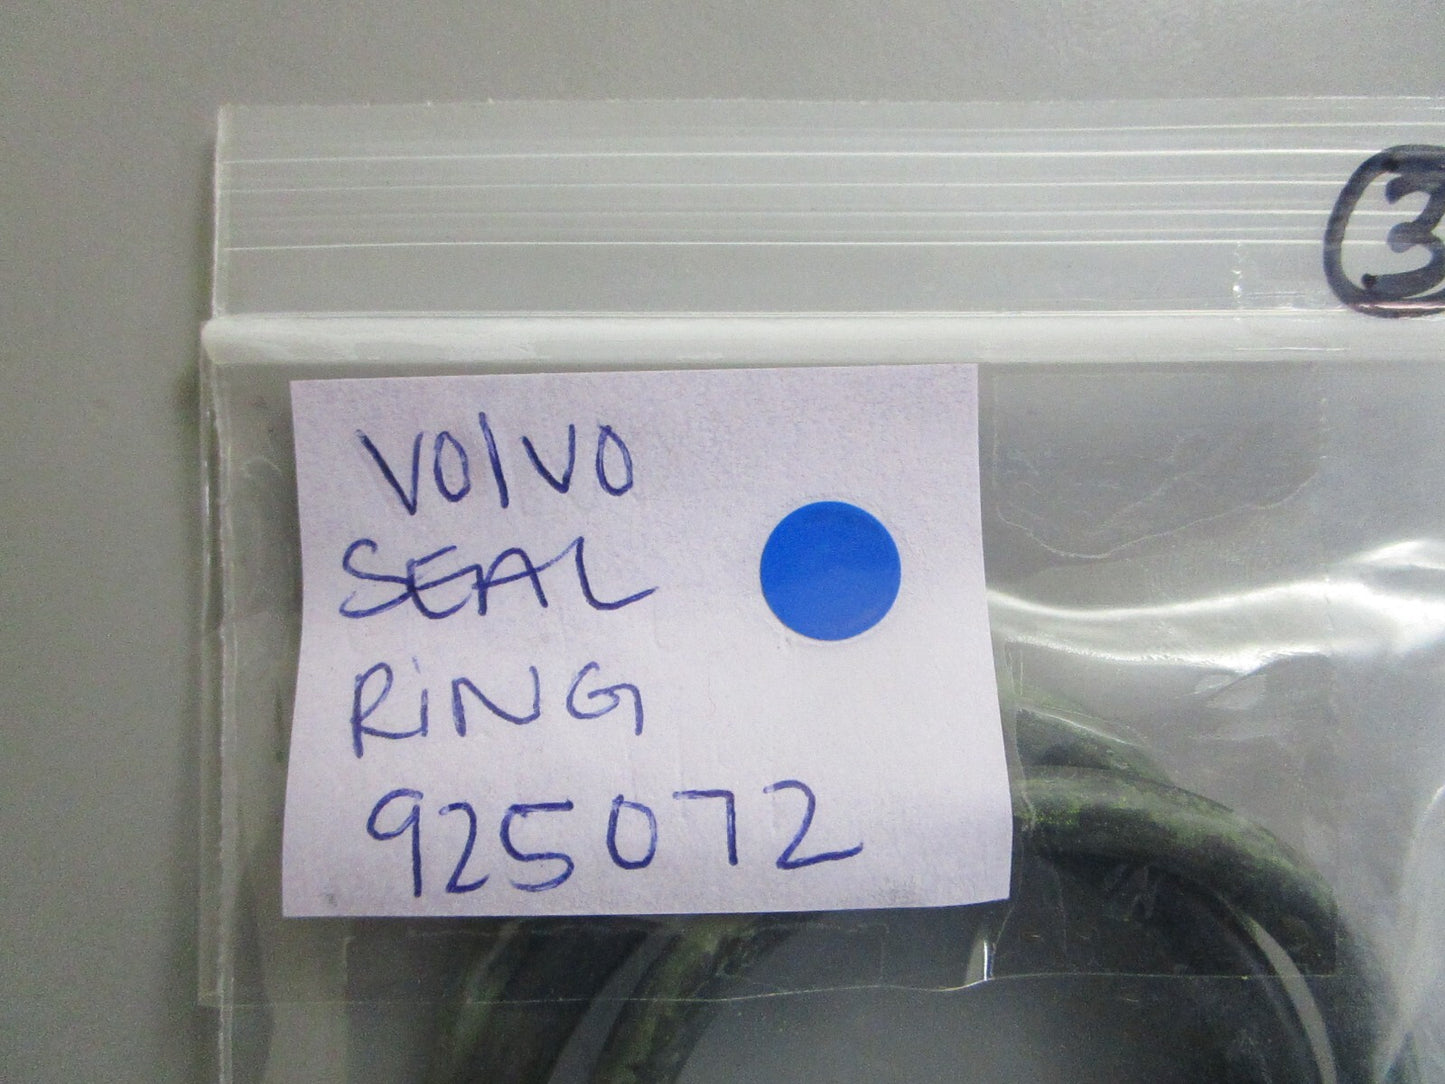 3
VOLVO
SEAL
RiNG
925072